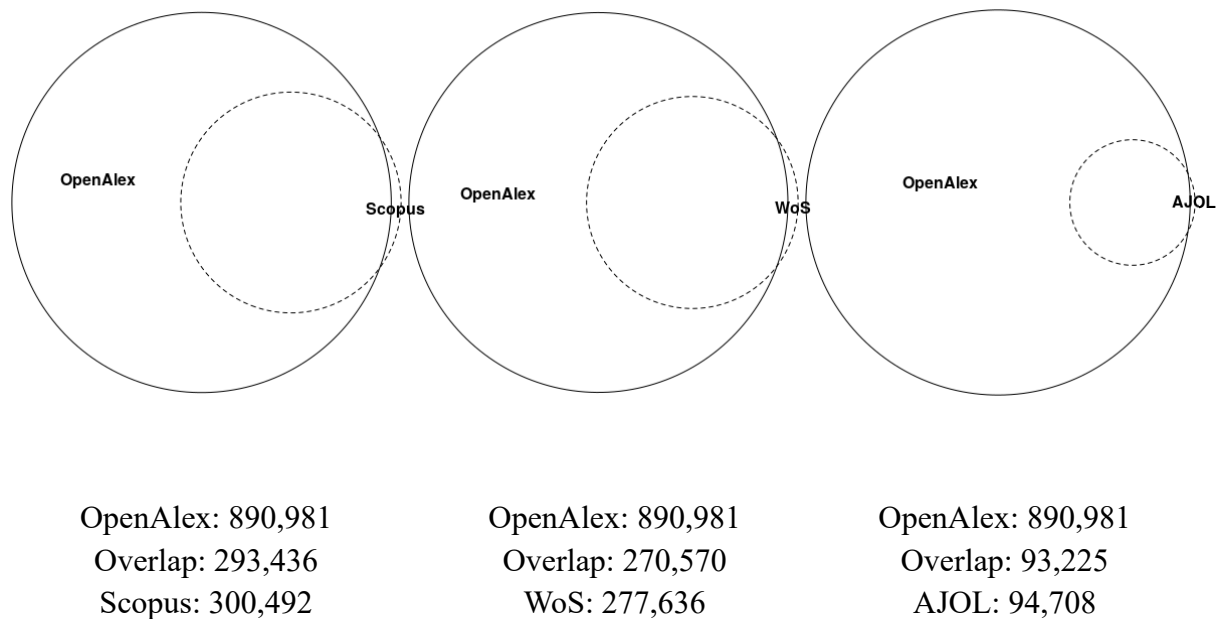 OpenAlex
Scopus
OpenAlex
WoS
OpenAlex
AJOL
OpenAlex: 890,981
Overlap: 293,436
Scopus: 300,492
OpenAlex: 890,981
Overlap: 270,570
WoS: 277,636
OpenAlex: 890,981
Overlap: 93,225
AJOL: 94,708